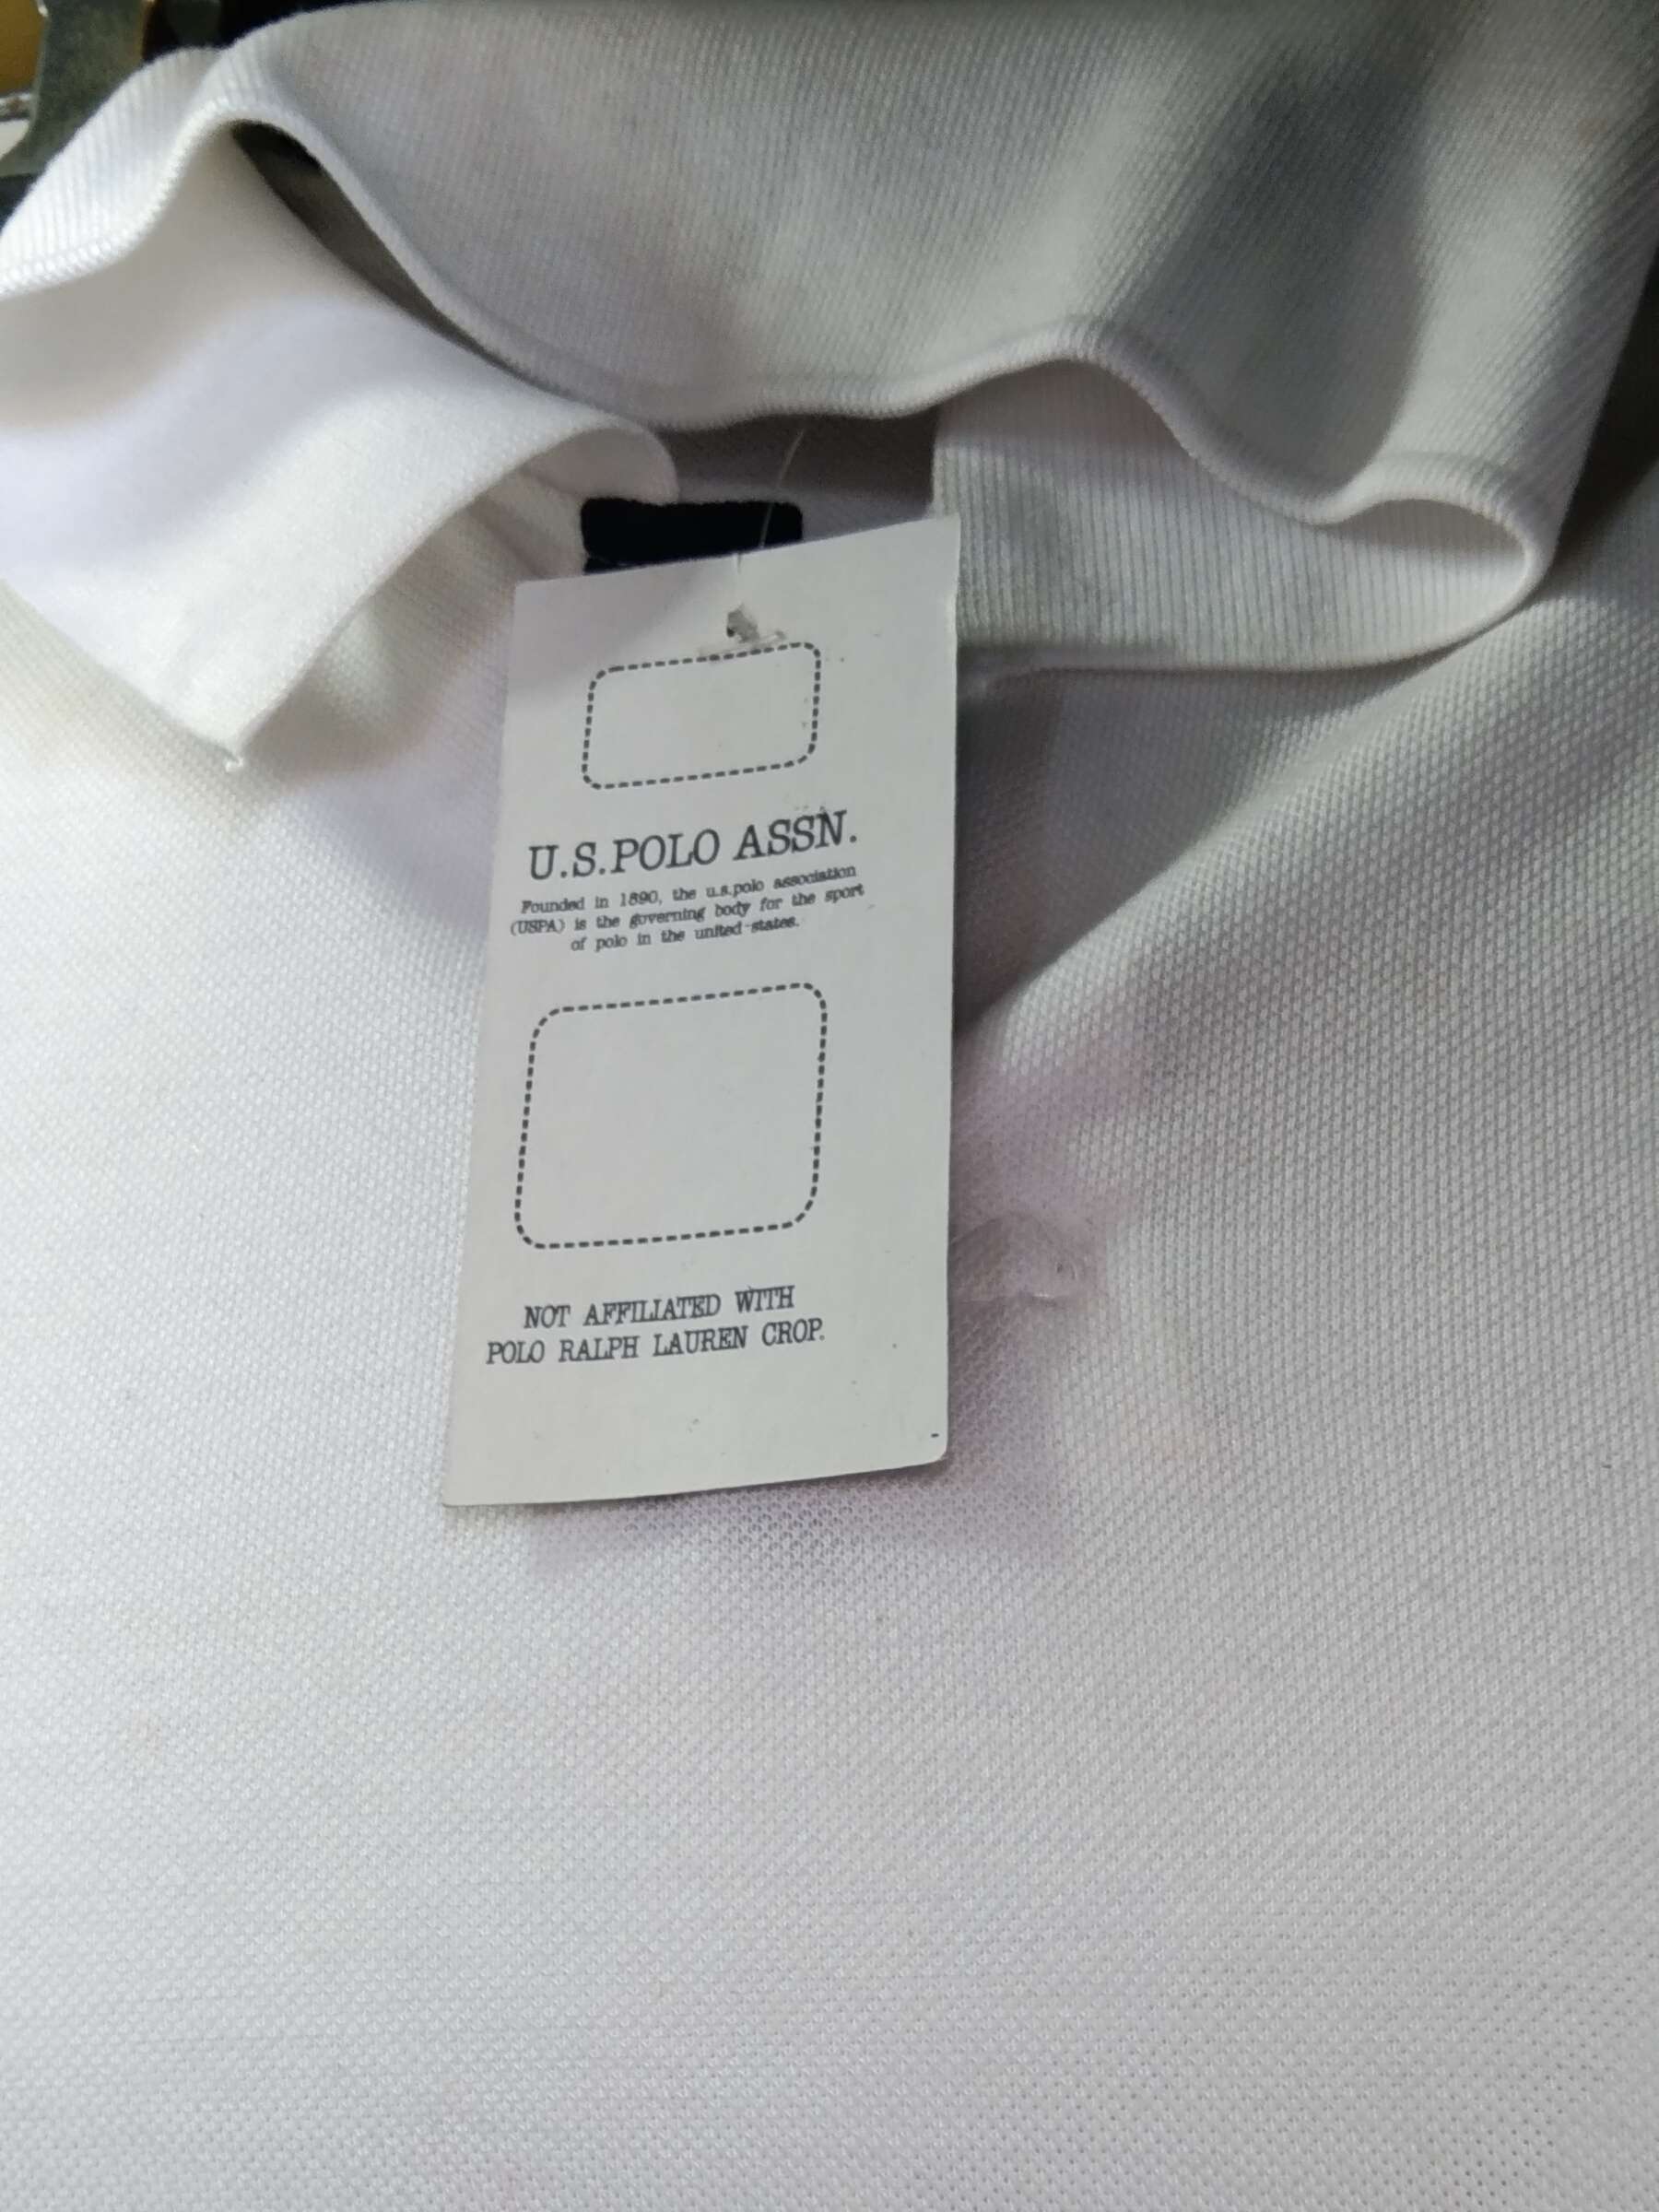 U.S.POLO ASSN.
Founded in 1890, the u.s.polo association
(USPA) is the governing body for the sport
of polo in the united-states.
NOT AFFILIATED WITH
POLO RALPH LAUREN CROP.